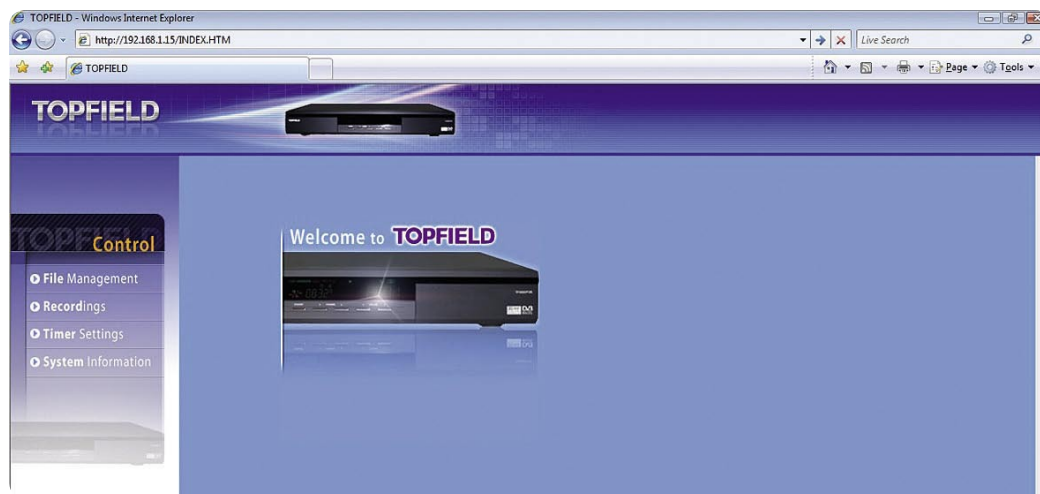 TOPFIELD - Windows Internet Explorer
http://192.168.1.15/INDEX.HTM
Live Search
TOPFIELD
Page
Tools
TOPFIELD
TOPFIELD
Control
File Management
Recordings
Timer Settings
System Information
Welcome to TOPFIELD